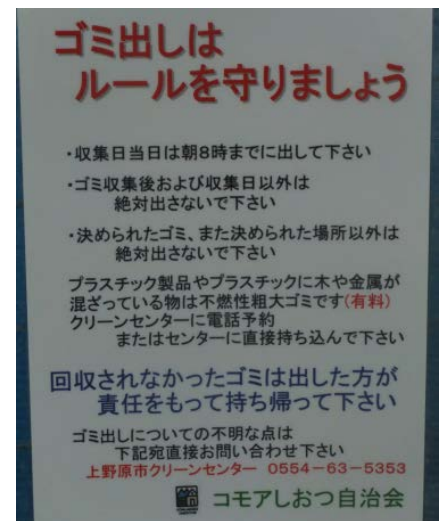 ゴミ出しは
ルールを守りましょう
・収集日当日は朝8時までに出して下さい
・ゴミ収集後および収集日以外は
絶対出さないで下さい
・決められたゴミ、また決められた場所以外は
絶対出さないで下さい
プラスチック製品やプラスチックに木や金属が
混ざっている物は不燃性粗大ゴミです(有料)
クリーンセンターに電話予約
またはセンターに直接持ち込んで下さい
回収されなかったゴミは出した方が
責任をもって持ち帰って下さい
ゴミ出しについての不明な点は
下記宛直接お問い合わせ下さい
上野原市クリーンセンター 0554-63-5353
コモアしおつ自治会